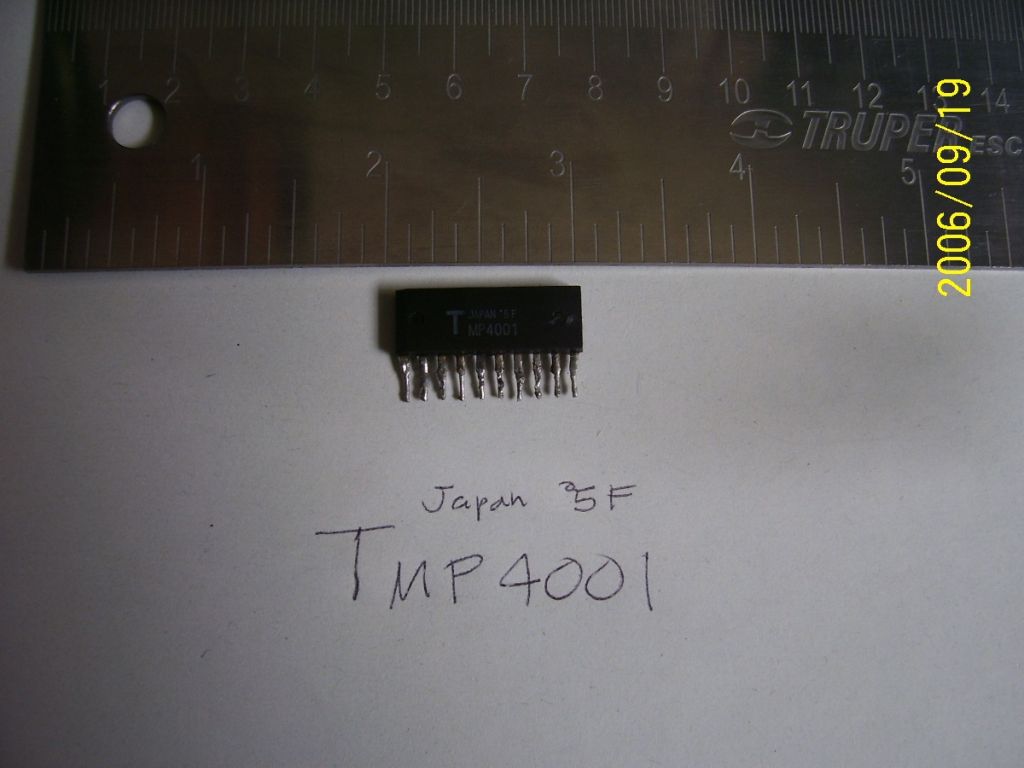 1 2 3 4 5 6 7 8 9 10 11 12 13 14
TRUPER ESC
1 2 3 4 5
2006/09/19
T JAPAN °5F
MP4001
Japan °5F
TMP4001